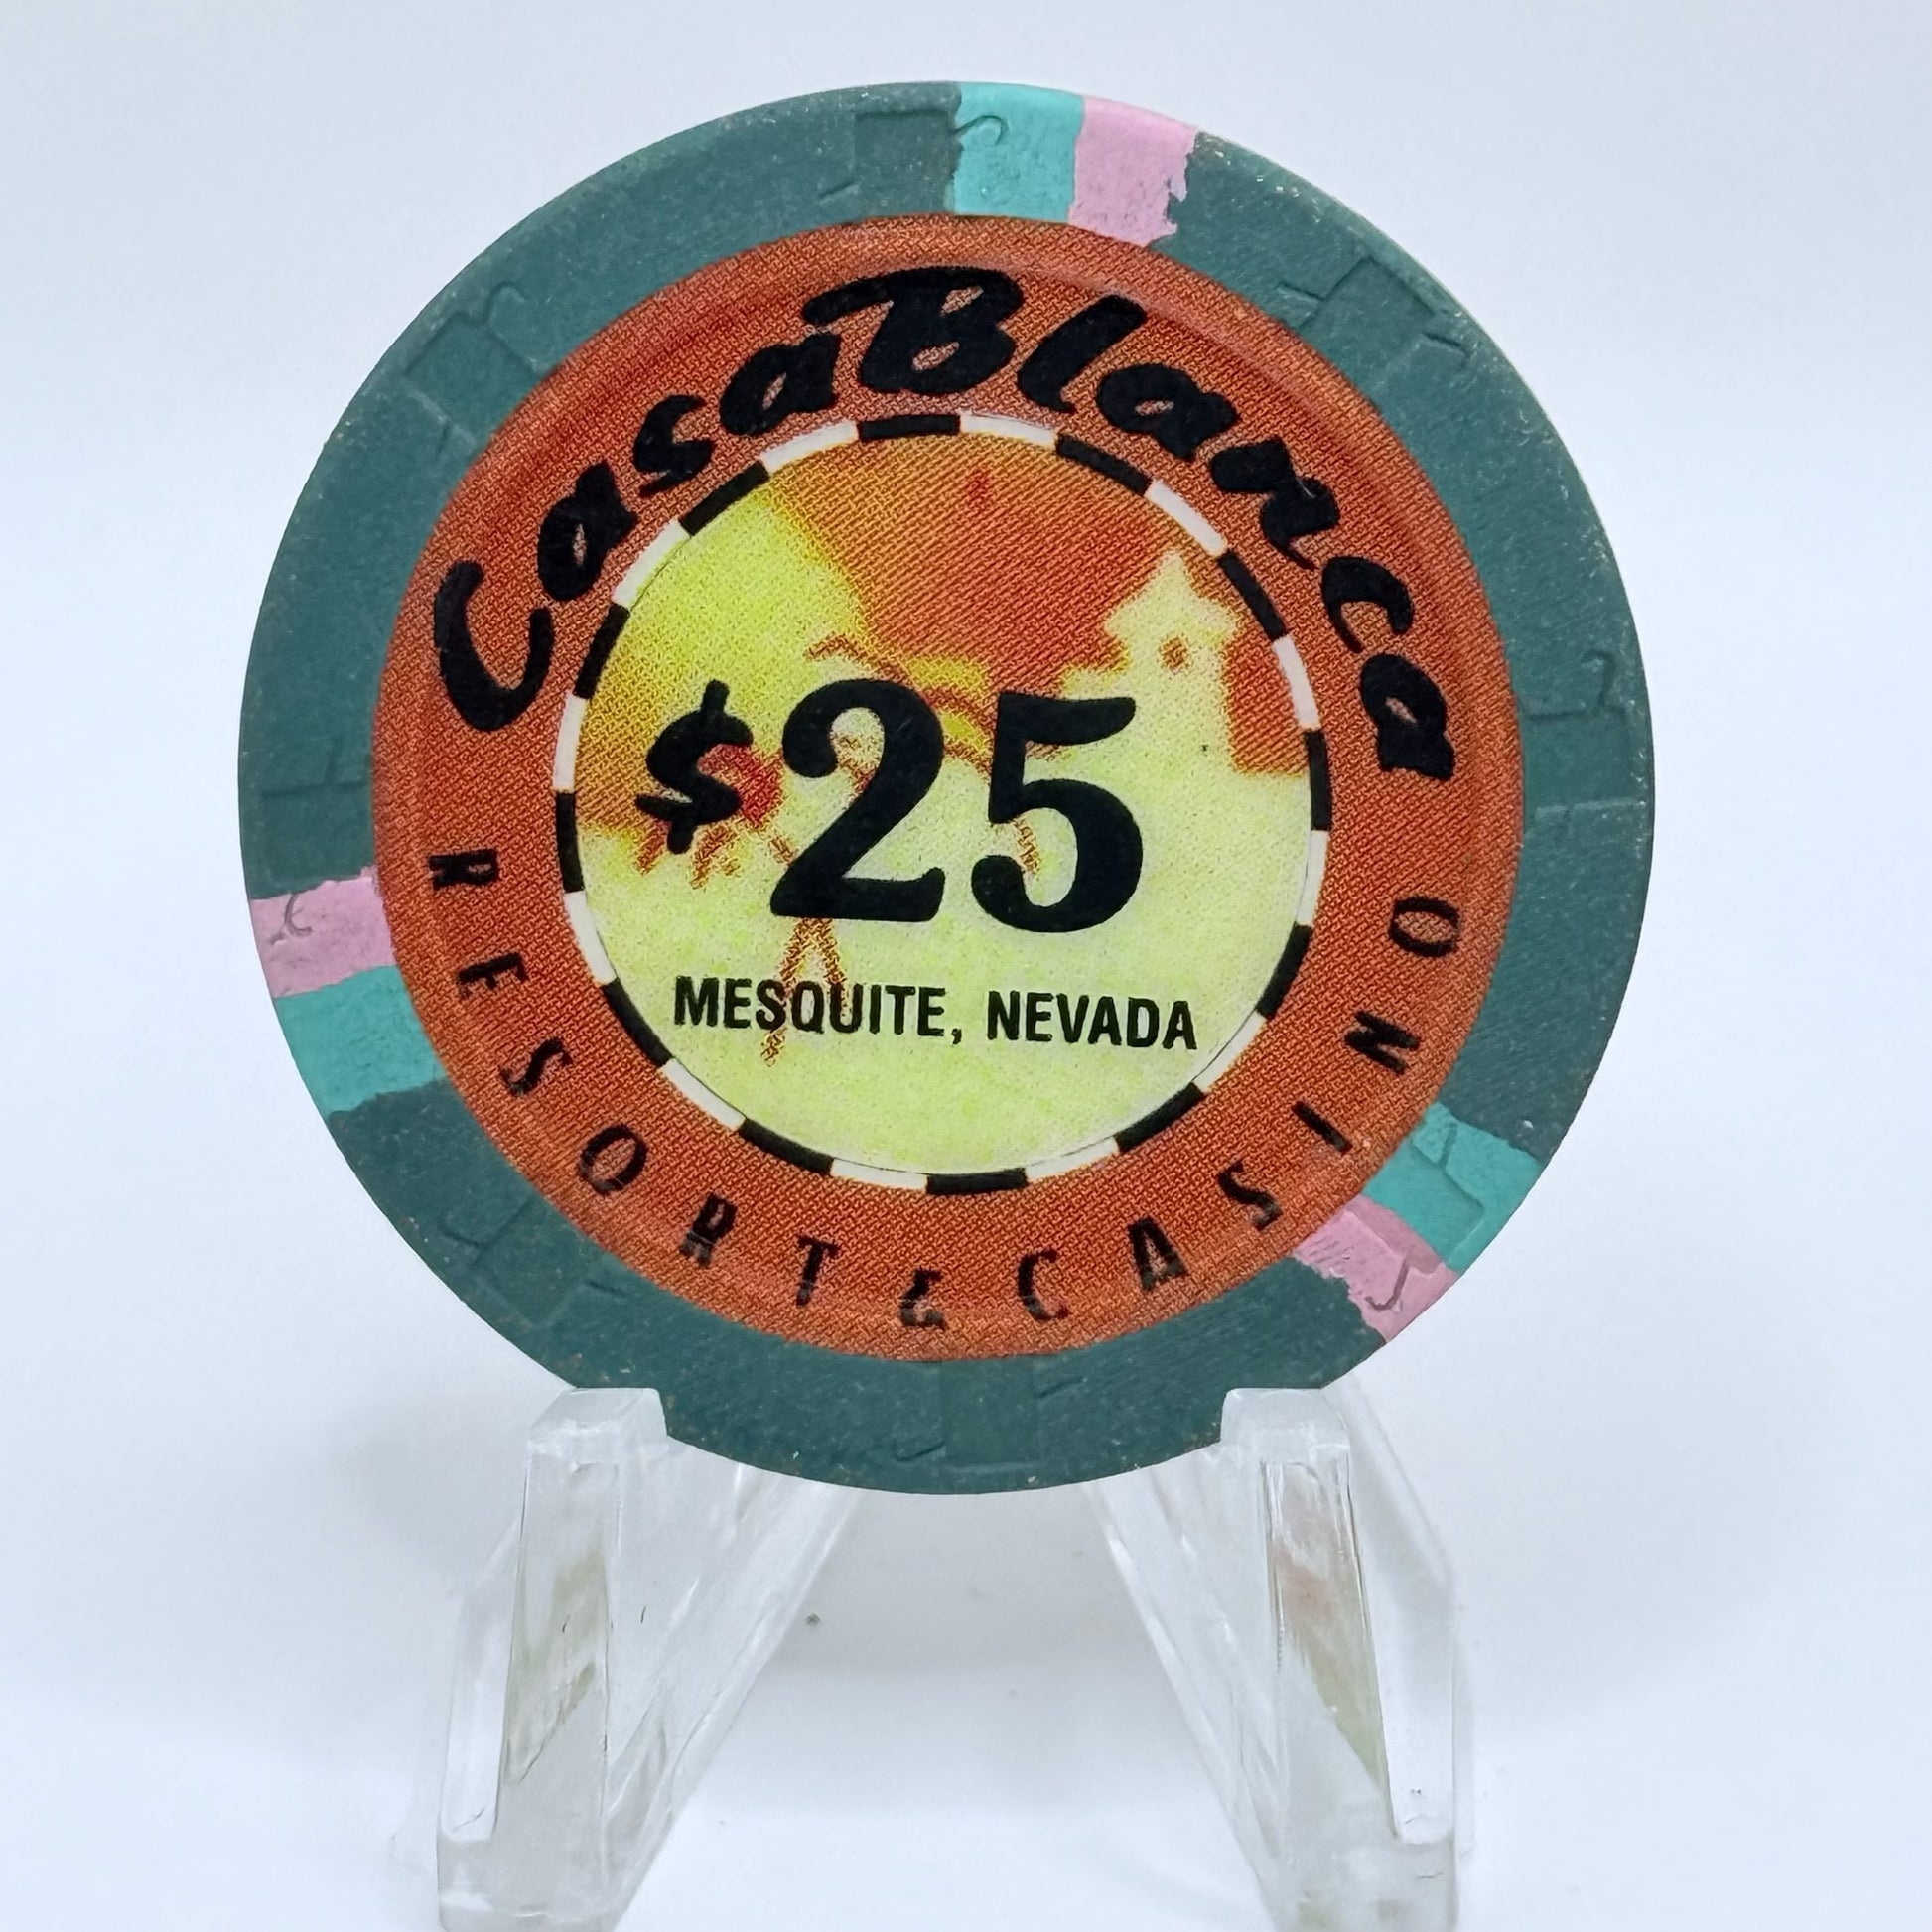 CasaBlanca
$25
MESQUITE, NEVADA
RESORT & CASINO